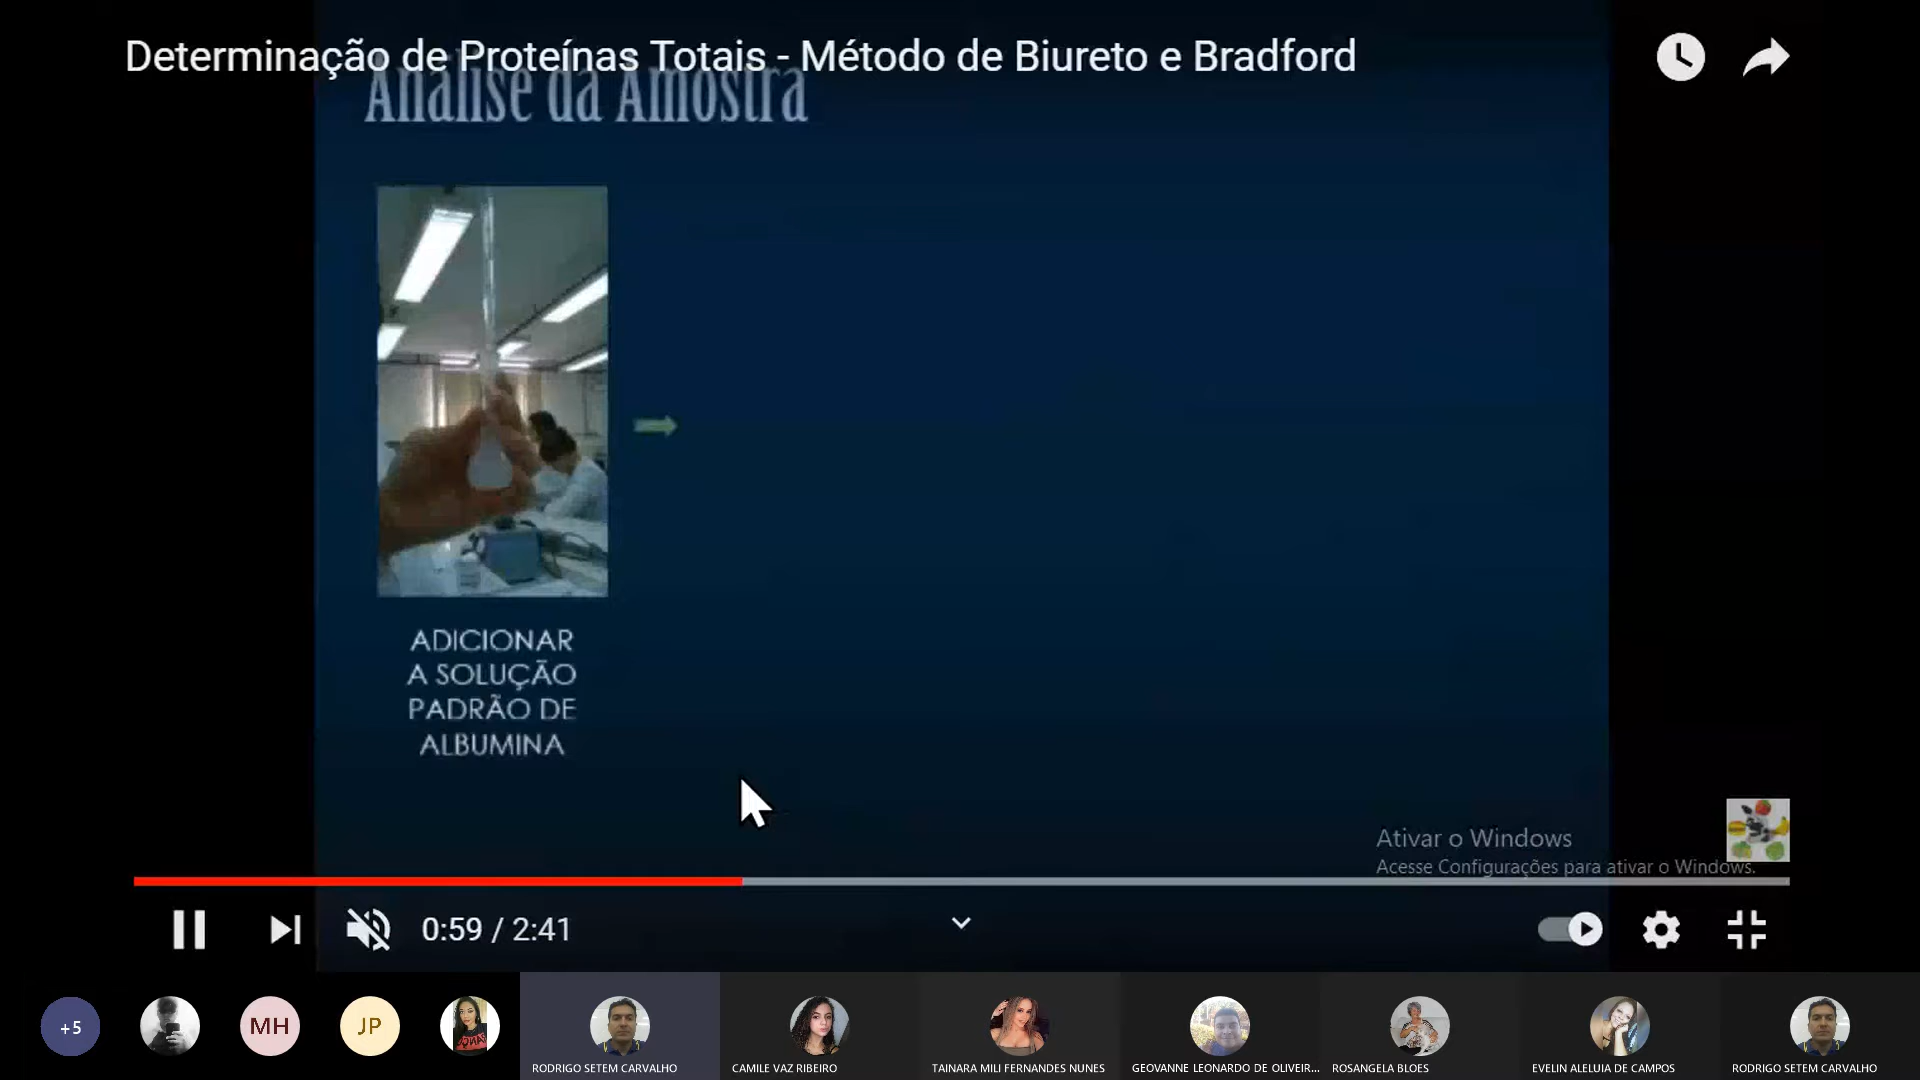 Determinação de Proteínas Totais - Método de Biureto e Bradford
Análise da Amostra
ADICIONAR
A SOLUÇÃO
PADRÃO DE
ALBUMINA
Ativar o Windows
Acesse Configurações para ativar o Windows.
0:59 / 2:41
+5
MH
JP
RODRIGO SETEM CARVALHO
CAMILE VAZ RIBEIRO
TAINARA MILI FERNANDES NUNES
GEOVANNE LEONARDO DE OLIVEIR...
ROSANGELA BLOES
EVELIN ALELUIA DE CAMPOS
RODRIGO SETEM CARVALHO